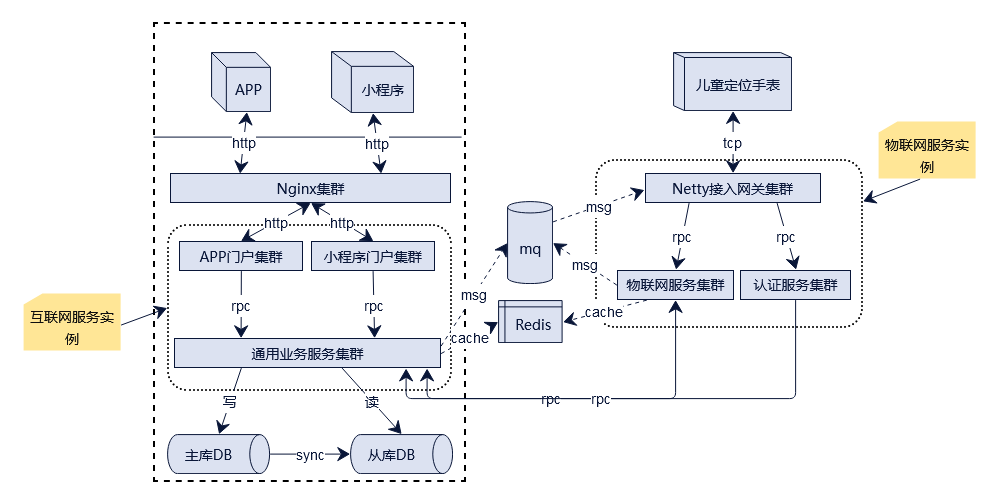 APP
小程序
儿童定位手表
http
http
tcp
物联网服务实
例
Nginx集群
Netty接入网关集群
msg
http
http
mq
rpc
rpc
APP门户集群
小程序门户集群
msg
物联网服务集群
认证服务集群
msg
rpc
rpc
cache
互联网服务实
例
Redis
cache
通用业务服务集群
写
读
rpc
rpc
主库DB
sync
从库DB